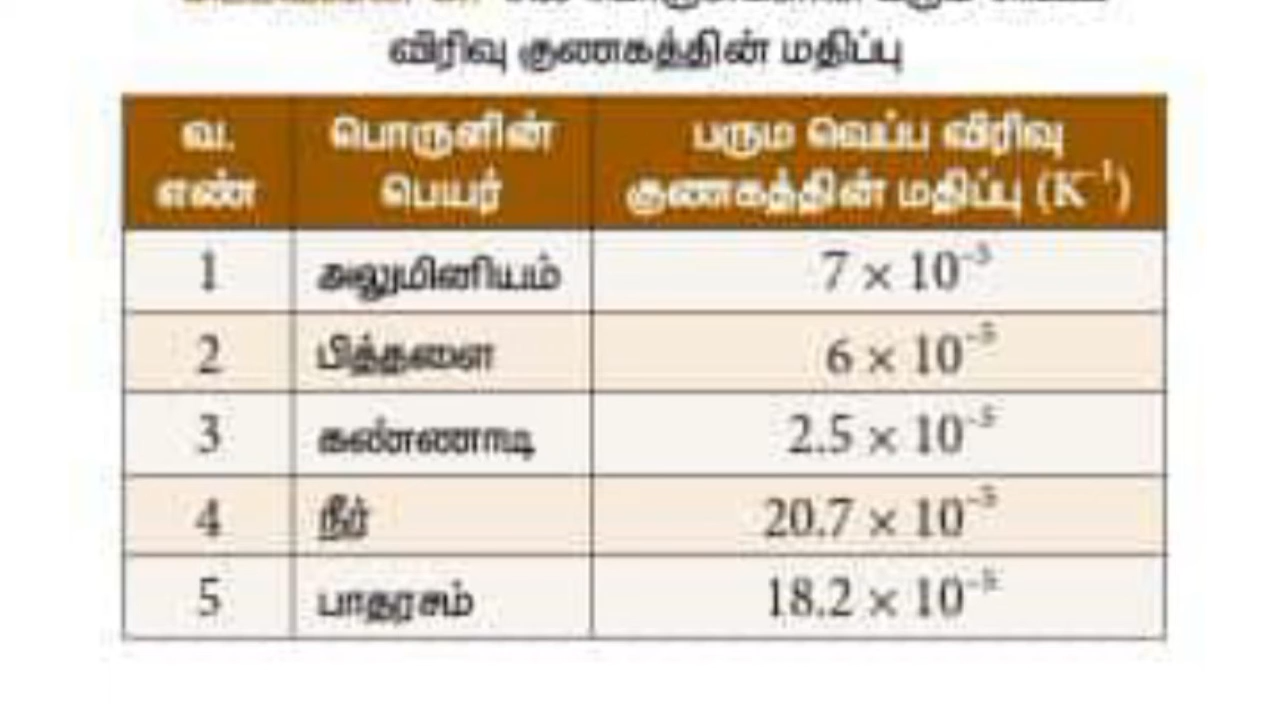 விரிவு குணகத்தின் மதிப்பு
வ. எண் பொருளின் பெயர் பரும வெப்ப விரிவு குணகத்தின் மதிப்பு (K⁻¹)
1 அலுமினியம் 7 × 10⁻⁵
2 பித்தளை 6 × 10⁻⁵
3 கண்ணாடி 2.5 × 10⁻⁵
4 நீர் 20.7 × 10⁻⁵
5 பாதரசம் 18.2 × 10⁻⁵